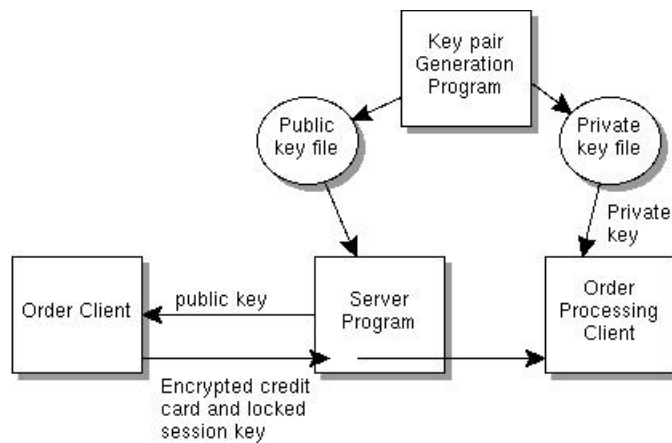 Key pair
Generation
Program
Public
key file
Private
key file
Private
key
Order Client
public key
Server
Program
Order
Processing
Client
Encrypted credit
card and locked
session key